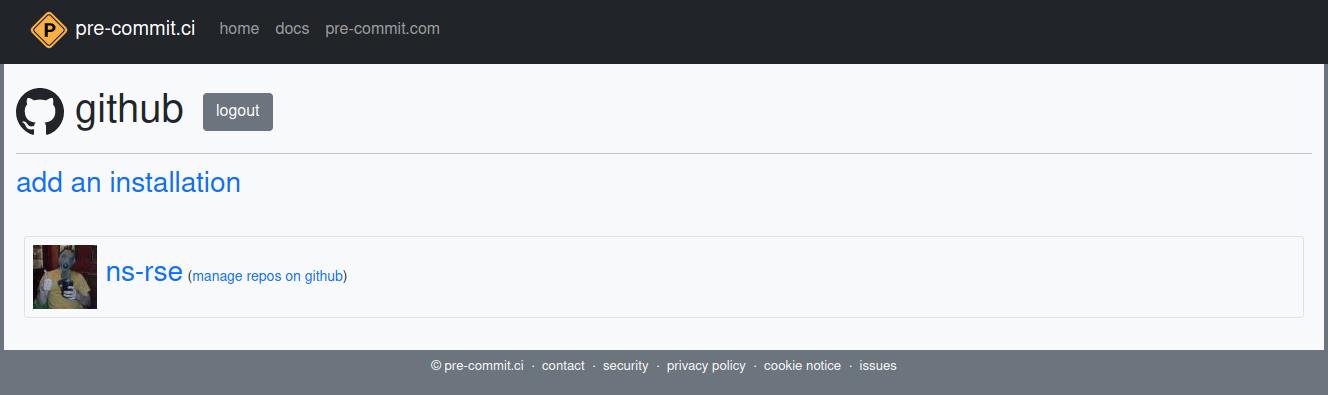 P pre-commit.ci home docs pre-commit.com
github logout
add an installation
ns-rse (manage repos on github)
© pre-commit.ci · contact · security · privacy policy · cookie notice · issues